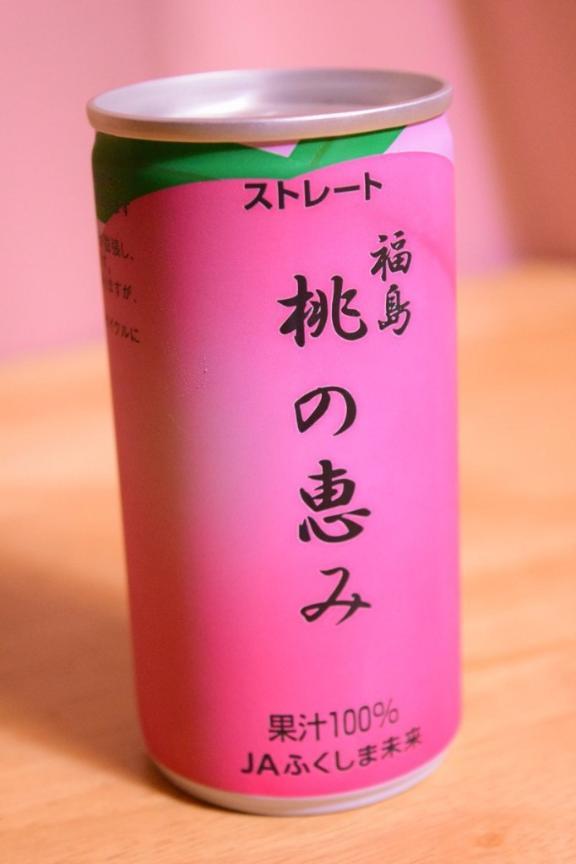 ストレート
福島
桃の恵み
果汁100%
JAふくしま未来